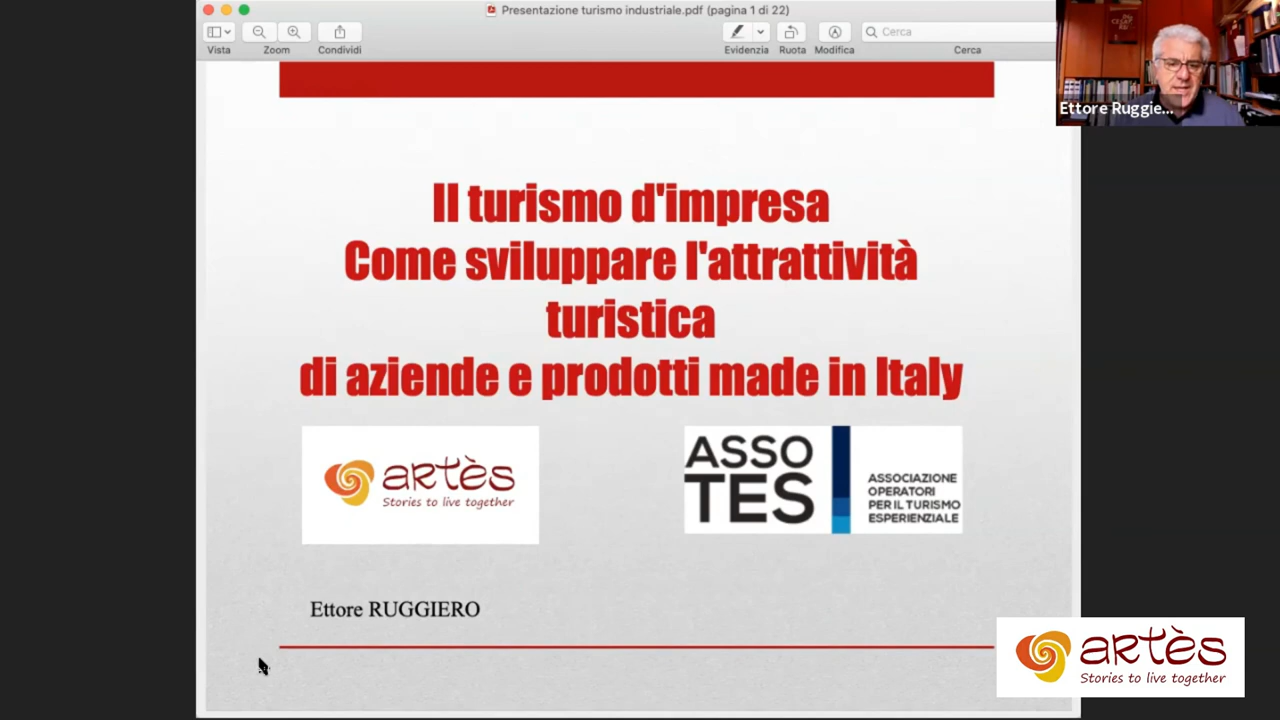 Presentazione turismo industriale.pdf (pagina 1 di 22)
Vista
Zoom
Condividi
Evidenzia
Ruota
Modifica
Cerca
Cerca
Ettore Ruggie...
Il turismo d'impresa
Come sviluppare l'attrattività
turistica
di aziende e prodotti made in Italy
artès
Stories to live together
ASSO
TES
ASSOCIAZIONE
OPERATORI
PER IL TURISMO
ESPERIENZIALE
Ettore RUGGIERO
artès
Stories to live together